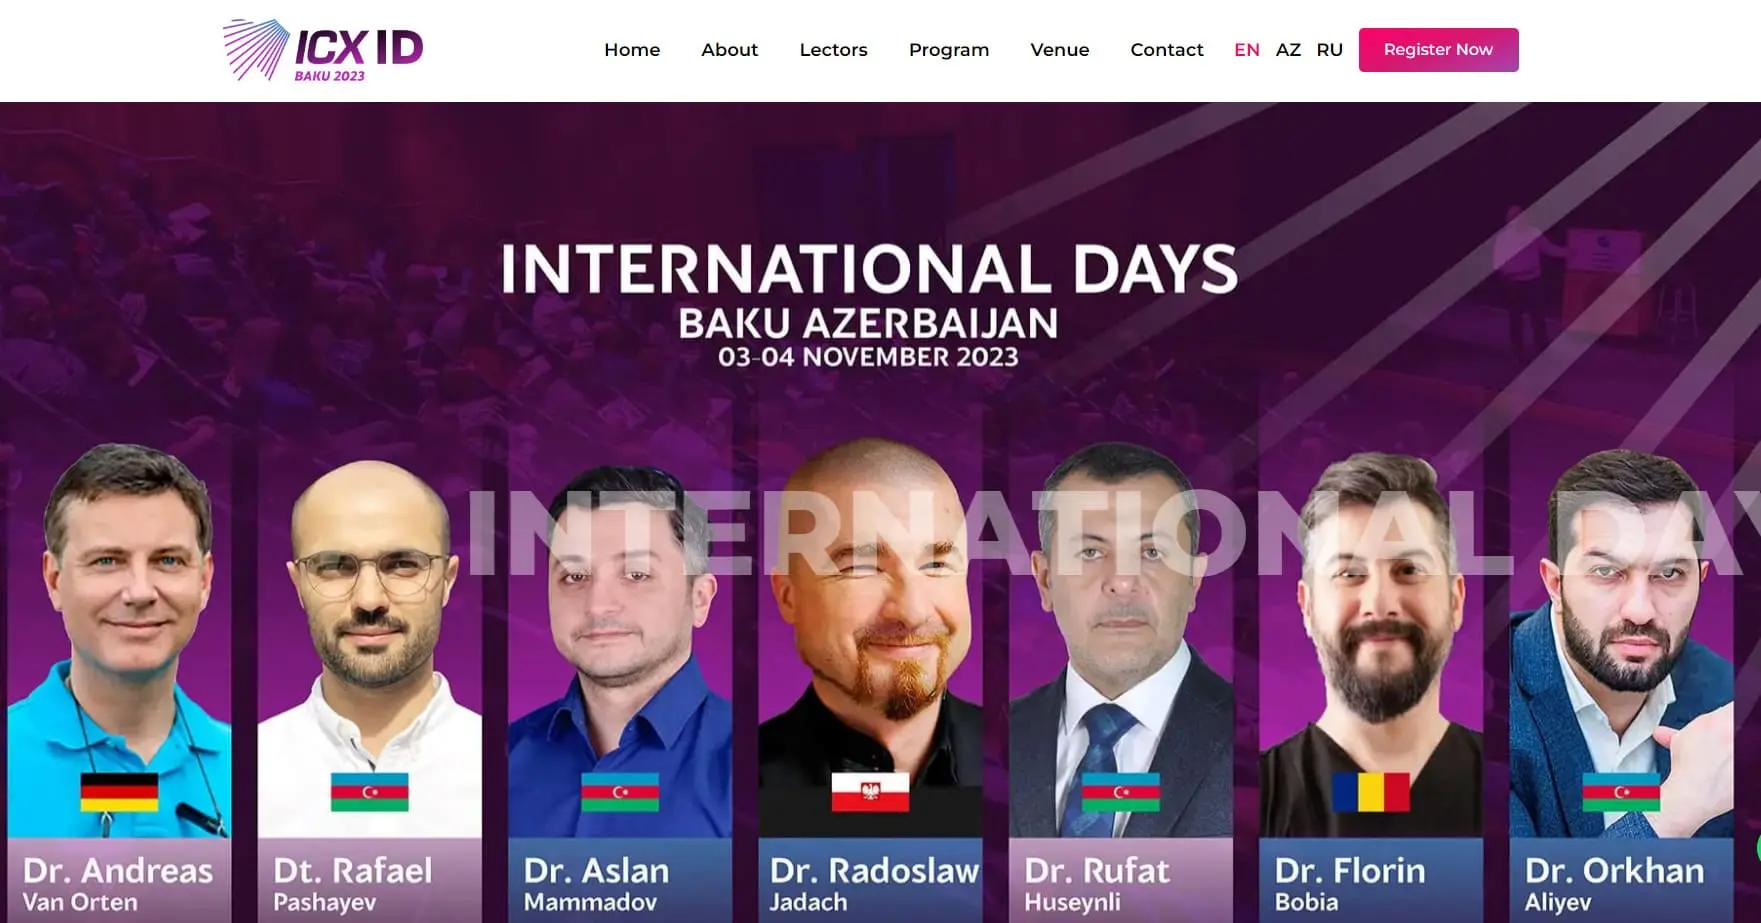 ICX ID
BAKU 2023
Home About Lectors Program Venue Contact EN AZ RU Register Now
INTERNATIONAL DAYS
BAKU AZERBAIJAN
03-04 NOVEMBER 2023
INTERNATIONAL DAY
Dr. Andreas
Van Orten
Dt. Rafael
Pashayev
Dr. Aslan
Mammadov
Dr. Radoslaw
Jadach
Dr. Rufat
Huseynli
Dr. Florin
Bobia
Dr. Orkhan
Aliyev